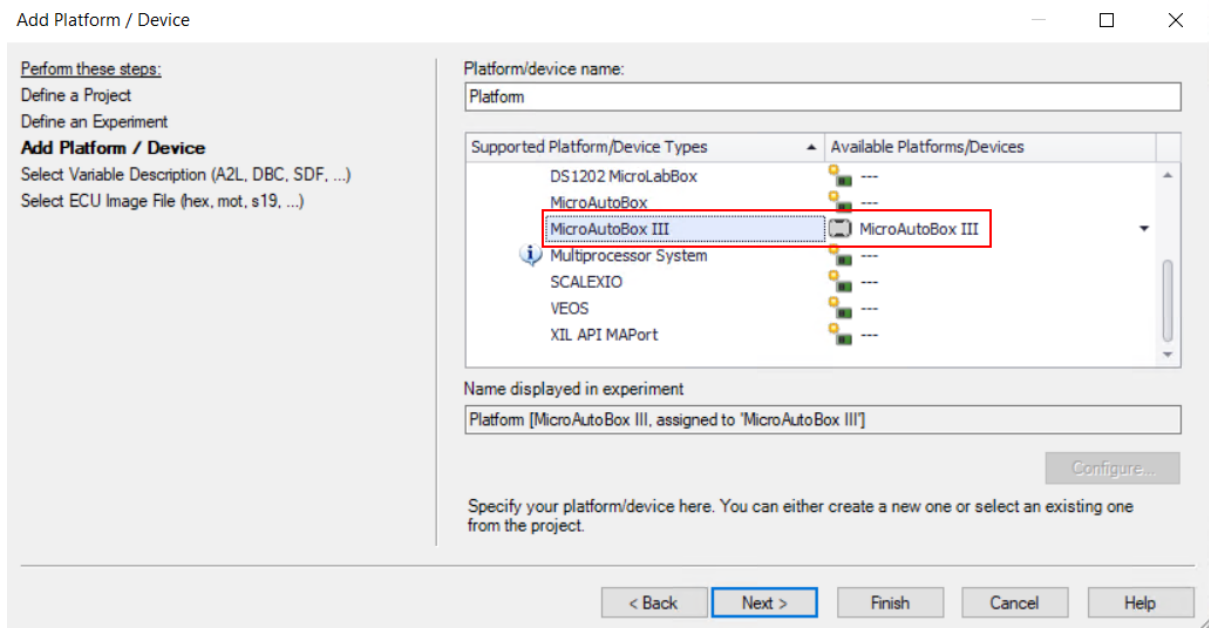 Add Platform / Device
Perform these steps:
Define a Project
Define an Experiment
Add Platform / Device
Select Variable Description (A2L, DBC, SDF, ...)
Select ECU Image File (hex, mot, s19, ...)
Platform/device name:
Platform
Supported Platform/Device Types Available Platforms/Devices
DS1202 MicroLabBox ---
MicroAutoBox ---
MicroAutoBox III MicroAutoBox III
Multiprocessor System ---
SCALEXIO ---
VEOS ---
XIL API MAPort ---
Name displayed in experiment
Platform [MicroAutoBox III, assigned to 'MicroAutoBox III']
Configure...
Specify your platform/device here. You can either create a new one or select an existing one
from the project.
< Back Next > Finish Cancel Help